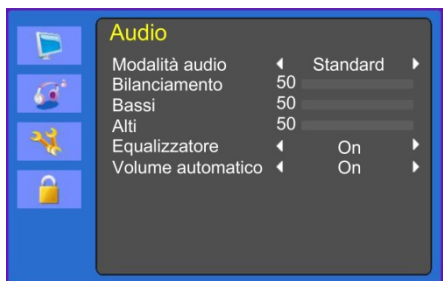 Audio
Modalità audio Standard
Bilanciamento 50
Bassi 50
Alti 50
Equalizzatore On
Volume automatico On